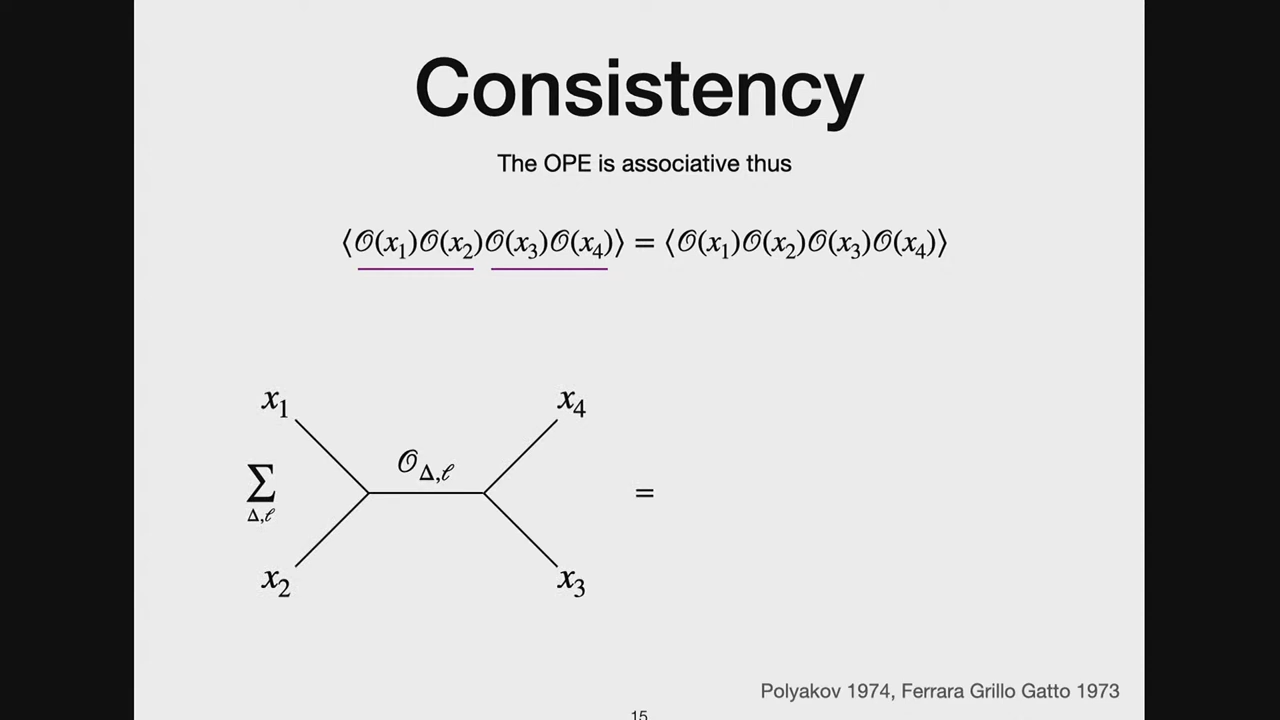 Consistency
The OPE is associative thus
⟨𝒪(x₁)𝒪(x₂)𝒪(x₃)𝒪(x₄)⟩ = ⟨𝒪(x₁)𝒪(x₂)𝒪(x₃)𝒪(x₄)⟩
x₁ x₄
∑ 𝒪_Δ,ℓ =
Δ,ℓ
x₂ x₃
Polyakov 1974, Ferrara Grillo Gatto 1973
15